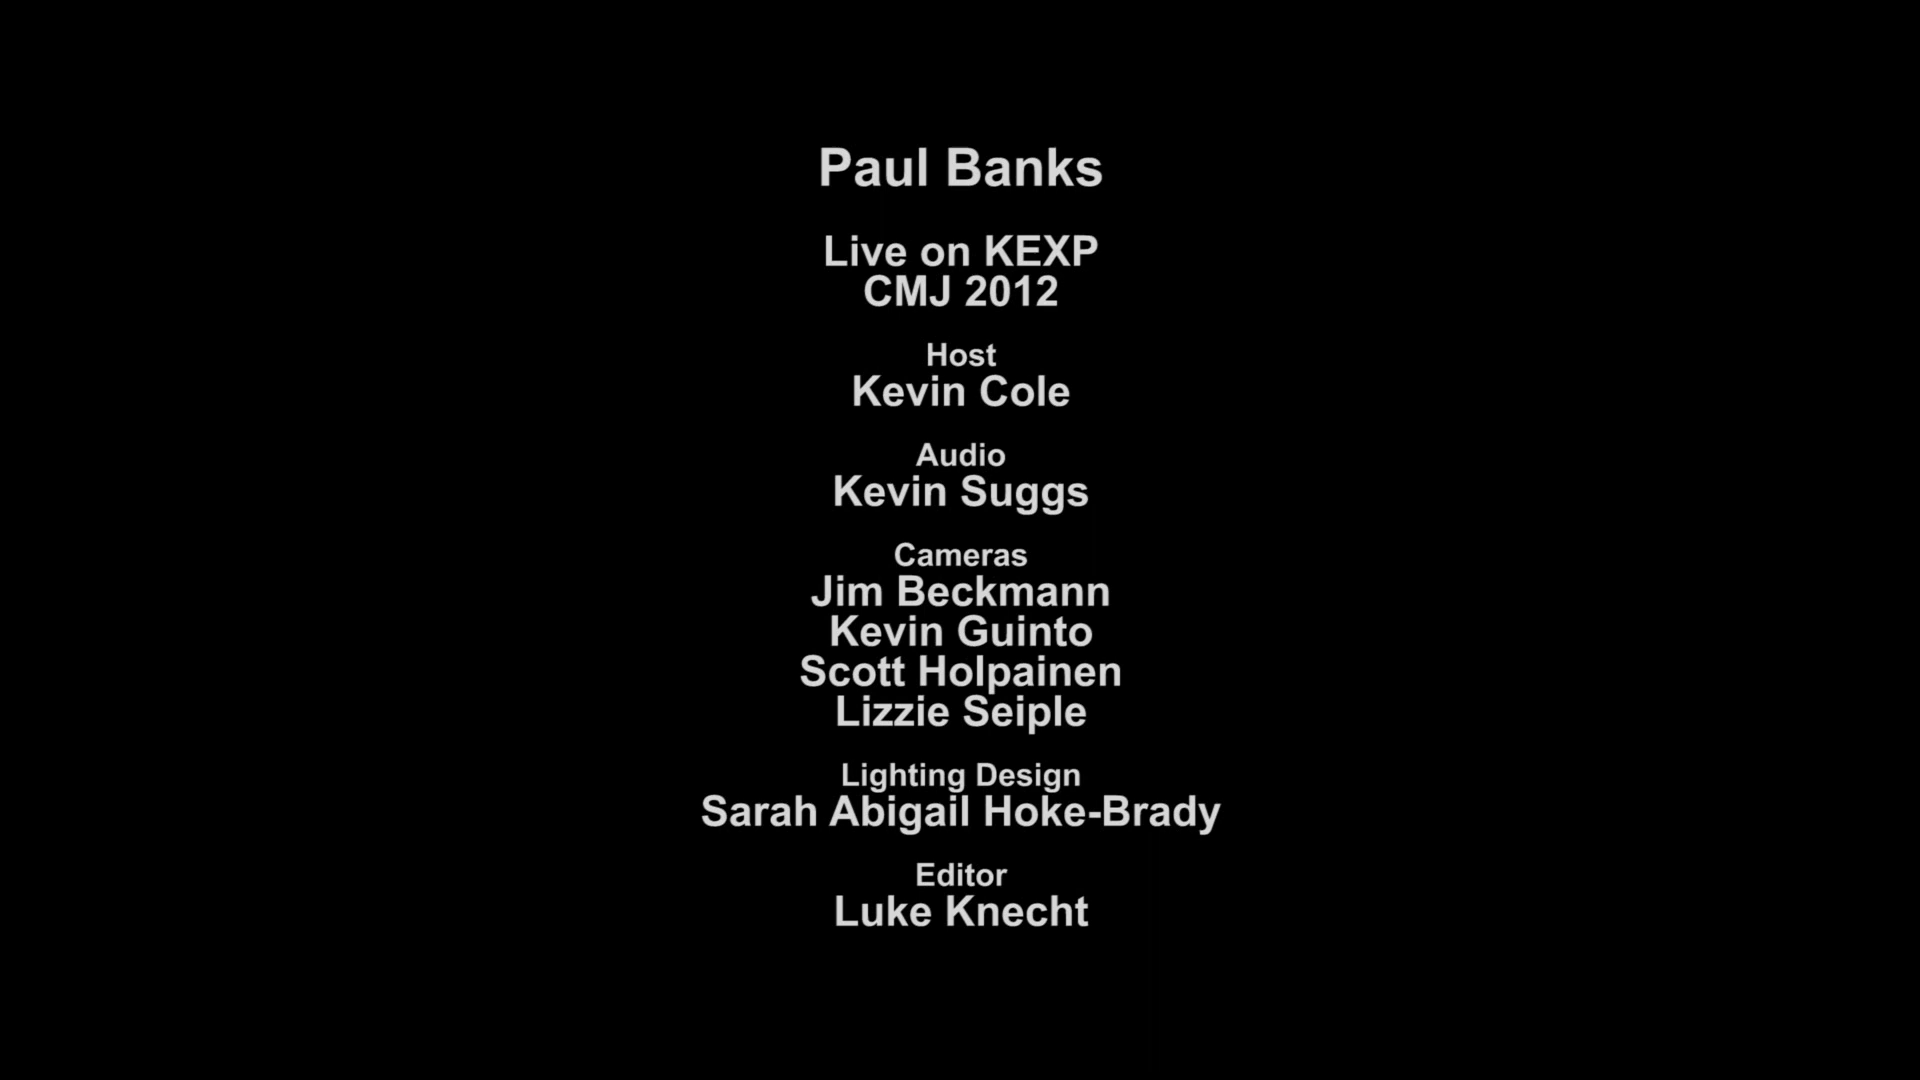 Paul Banks
Live on KEXP
CMJ 2012
Host
Kevin Cole
Audio
Kevin Suggs
Cameras
Jim Beckmann
Kevin Guinto
Scott Holpainen
Lizzie Seiple
Lighting Design
Sarah Abigail Hoke-Brady
Editor
Luke Knecht